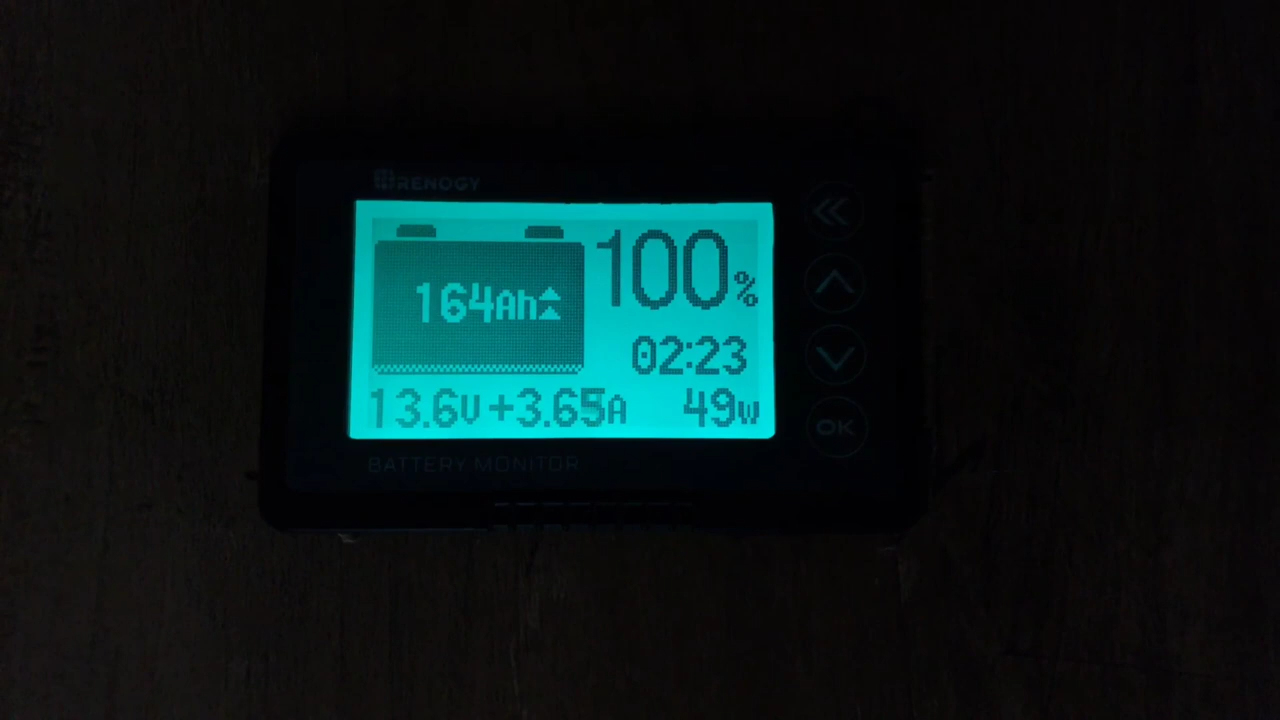 RENOGY
100%
164Ah
02:23
13.6V +3.65A 49W
BATTERY MONITOR
OK